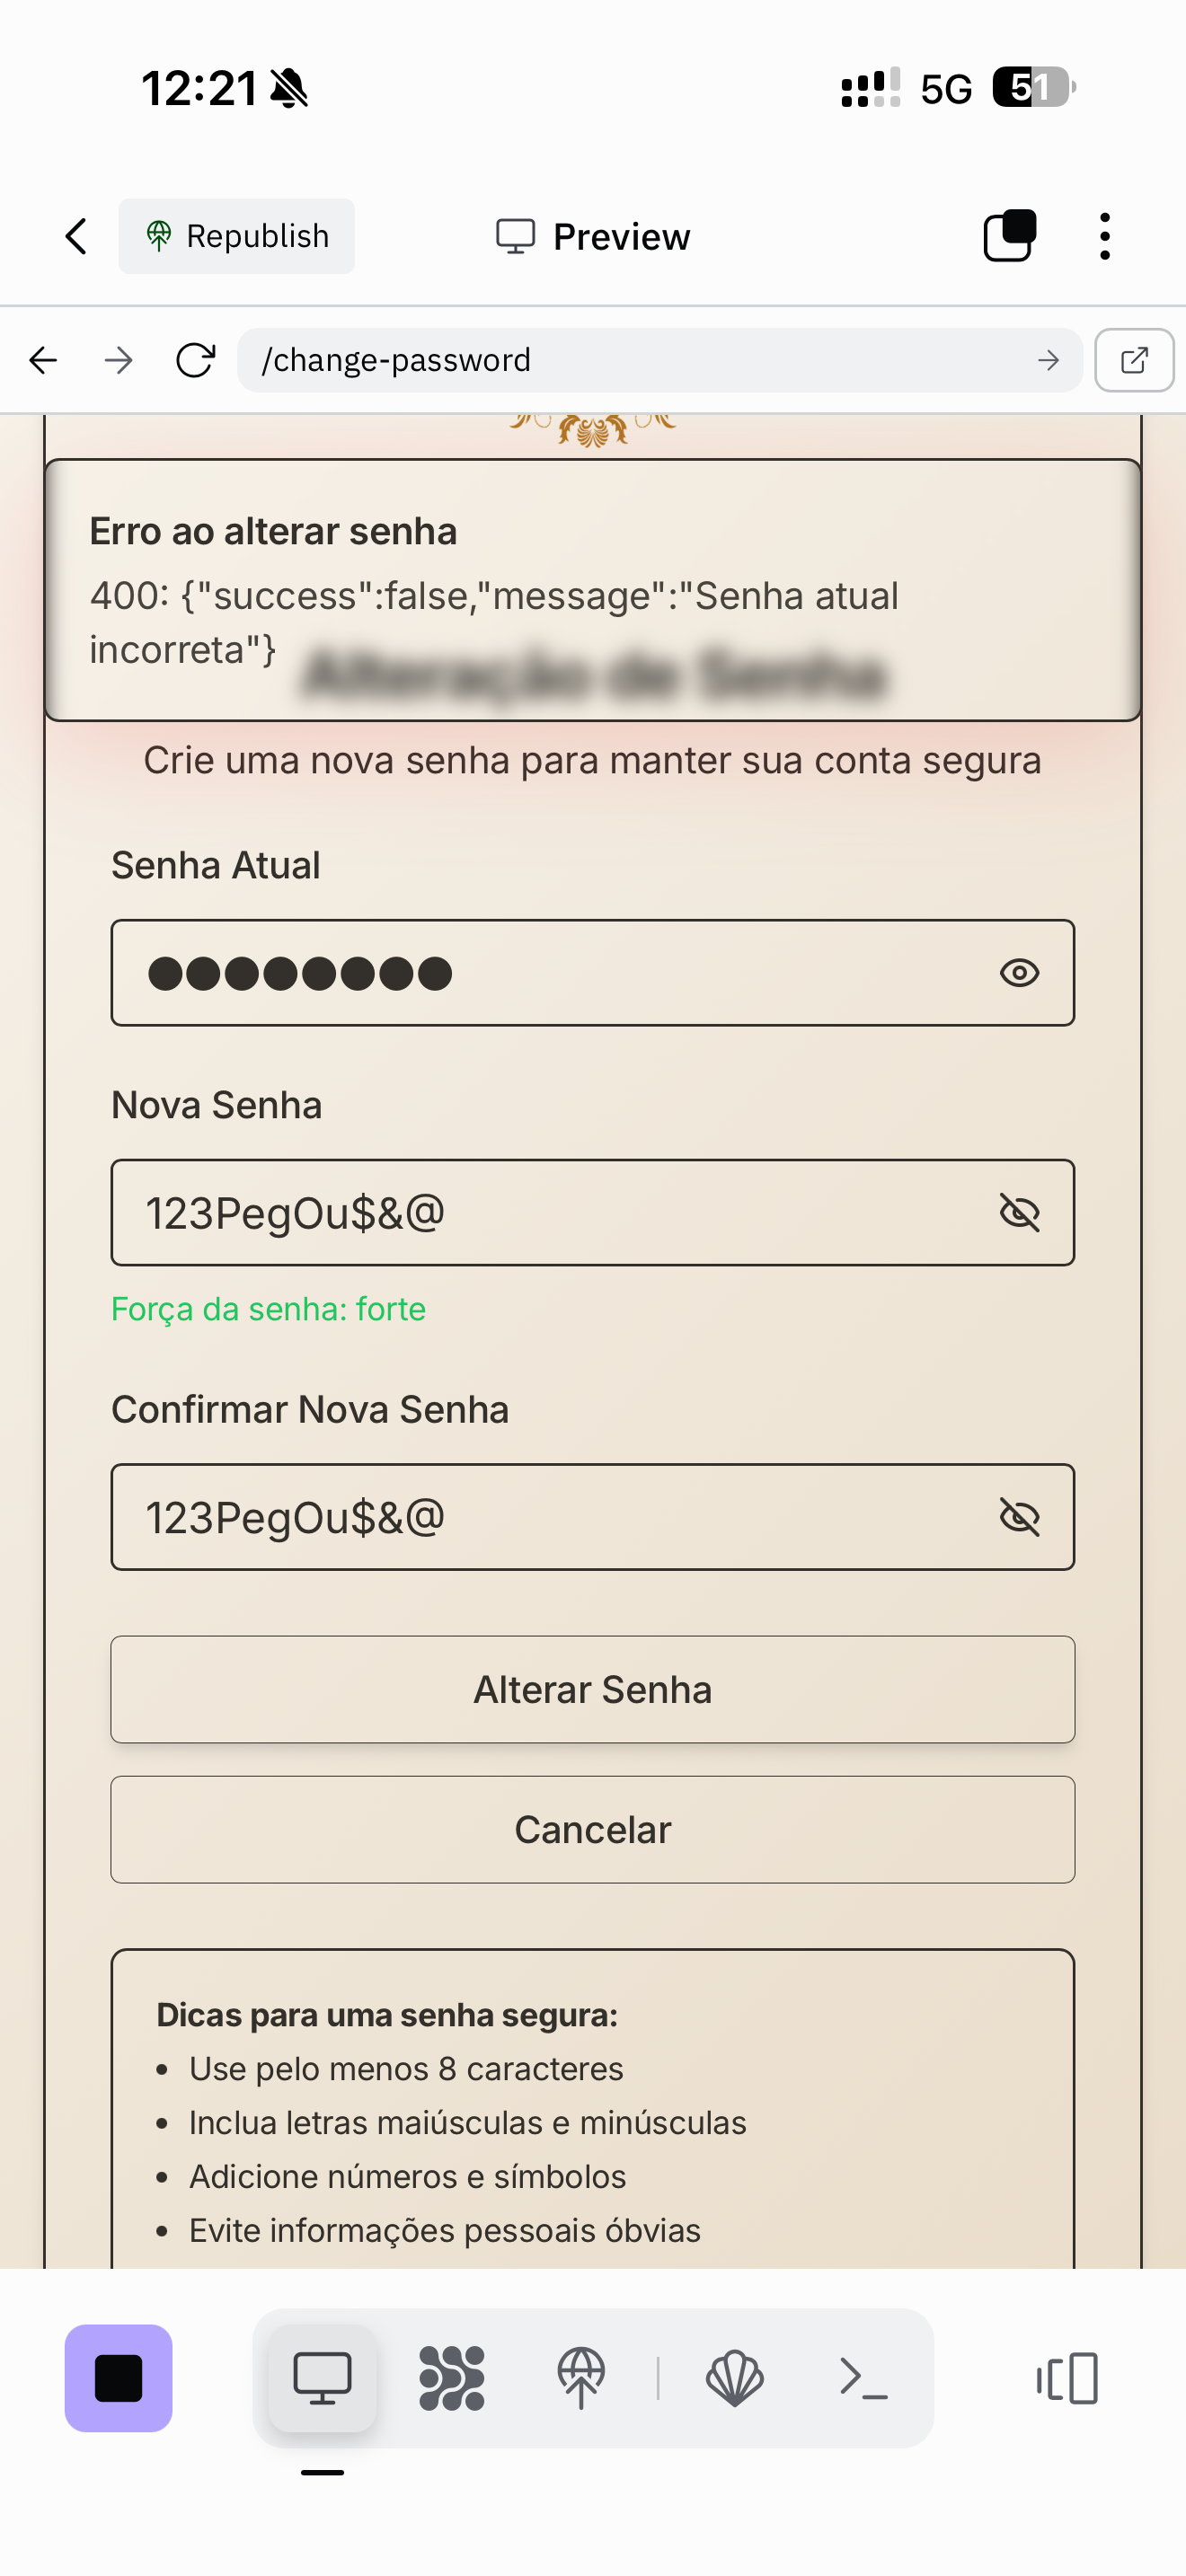 12:21
5G
51
Republish
Preview
/change-password
Erro ao alterar senha
400: {"success":false,"message":"Senha atual
incorreta"}
Alteração de Senha
Crie uma nova senha para manter sua conta segura
Senha Atual
Nova Senha
123PegOu$&@
Força da senha: forte
Confirmar Nova Senha
123PegOu$&@
Alterar Senha
Cancelar
Dicas para uma senha segura:
• Use pelo menos 8 caracteres
• Inclua letras maiúsculas e minúsculas
• Adicione números e símbolos
• Evite informações pessoais óbvias